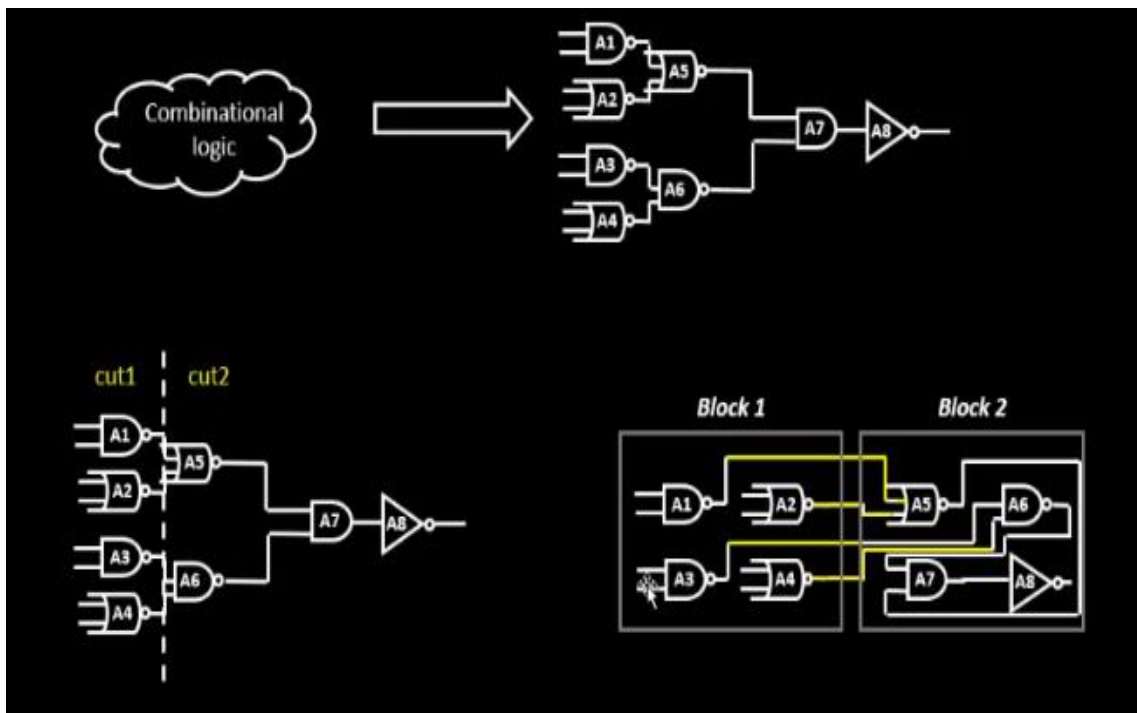 Combinational
logic
A1
A2
A5
A3
A4
A6
A7
A8
cut1 cut2
A1
A2
A5
A3
A4
A6
A7
A8
Block 1 Block 2
A1 A2 A5 A6
A3 A4 A7 A8